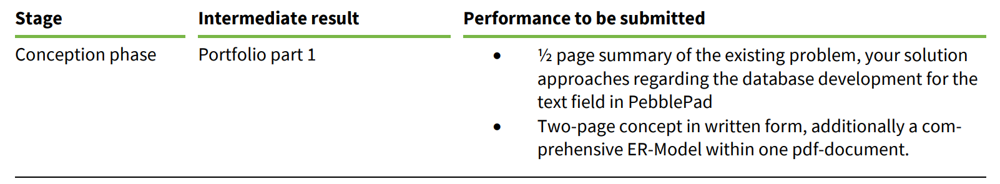 Stage Intermediate result Performance to be submitted
Conception phase Portfolio part 1 • ½ page summary of the existing problem, your solution
approaches regarding the database development for the
text field in PebblePad
• Two-page concept in written form, additionally a com-
prehensive ER-Model within one pdf-document.